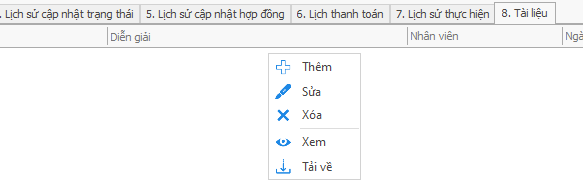 . Lịch sử cập nhật trạng thái 5. Lịch sử cập nhật hợp đồng 6. Lịch thanh toán 7. Lịch sử thực hiện 8. Tài liệu
Diễn giải Nhân viên Ngà
Thêm
Sửa
Xóa
Xem
Tải về